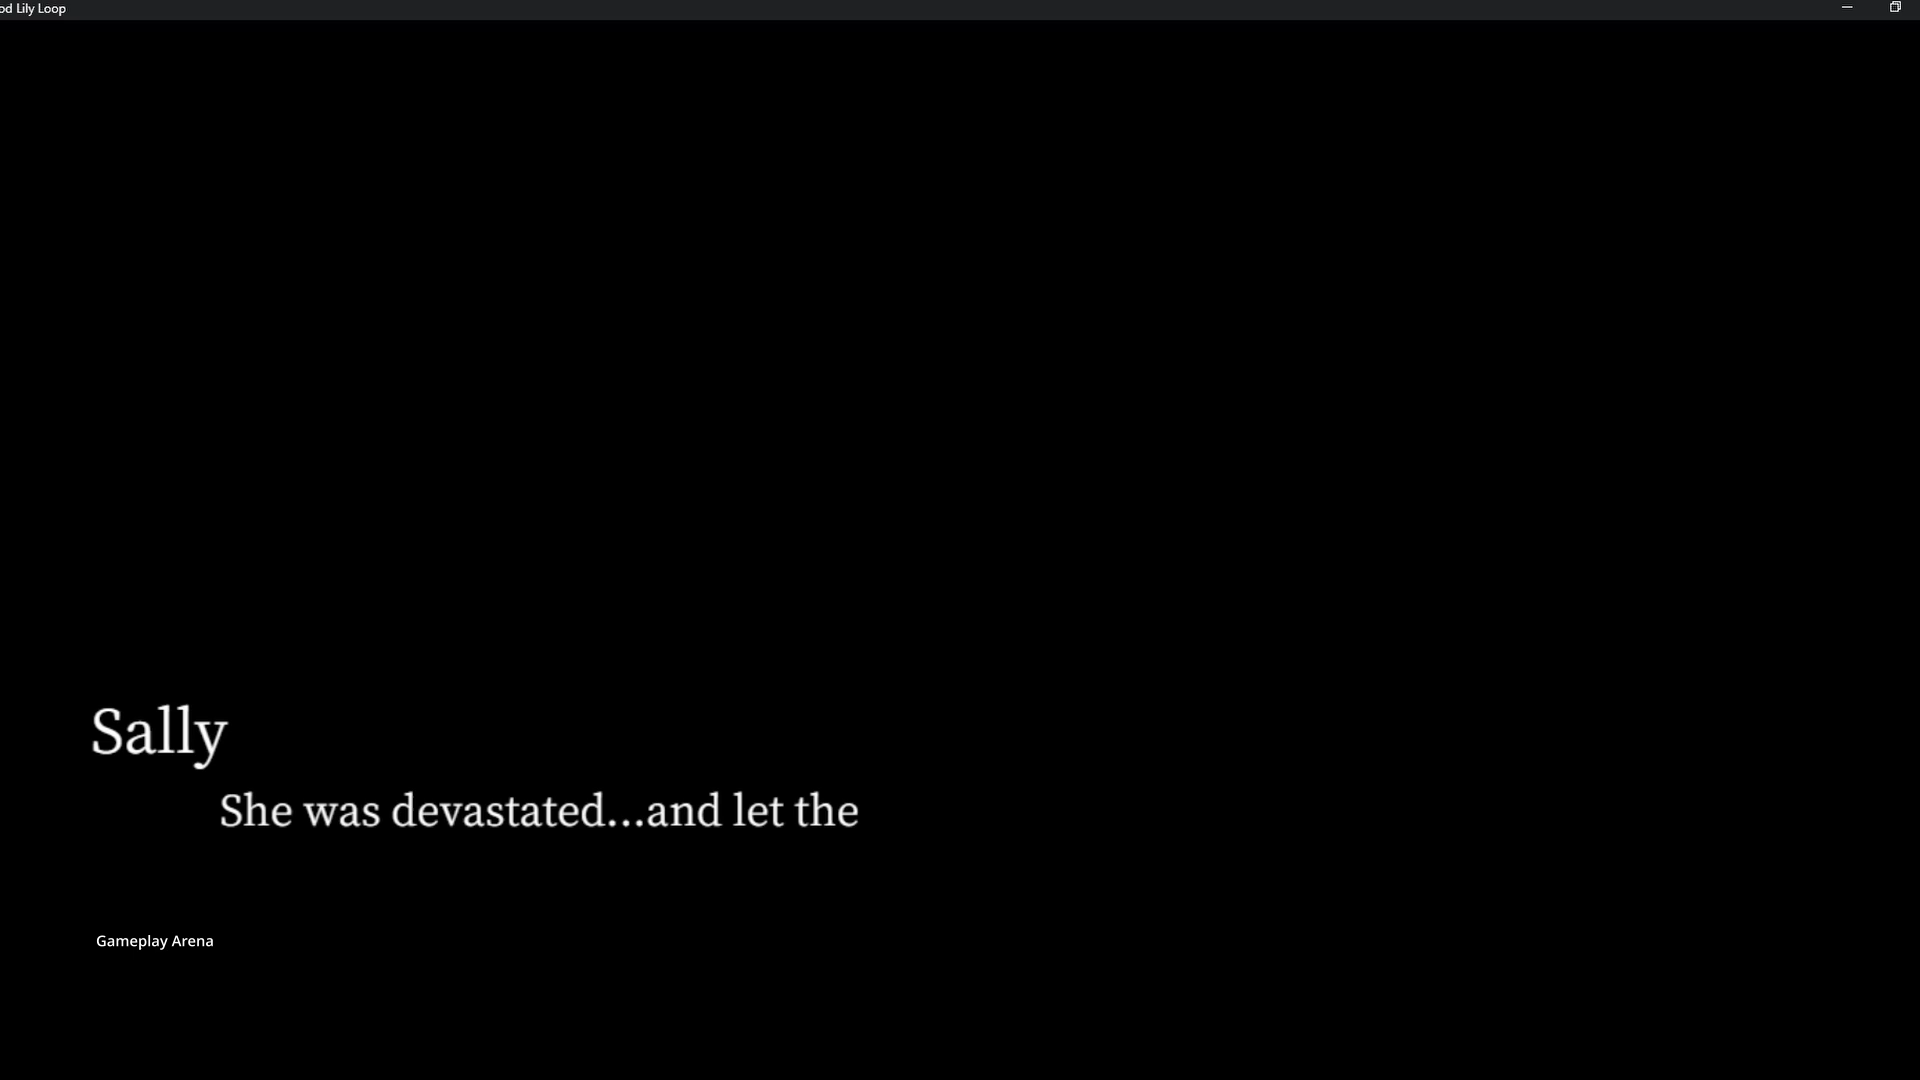 od Lily Loop
Sally
She was devastated...and let the
Gameplay Arena